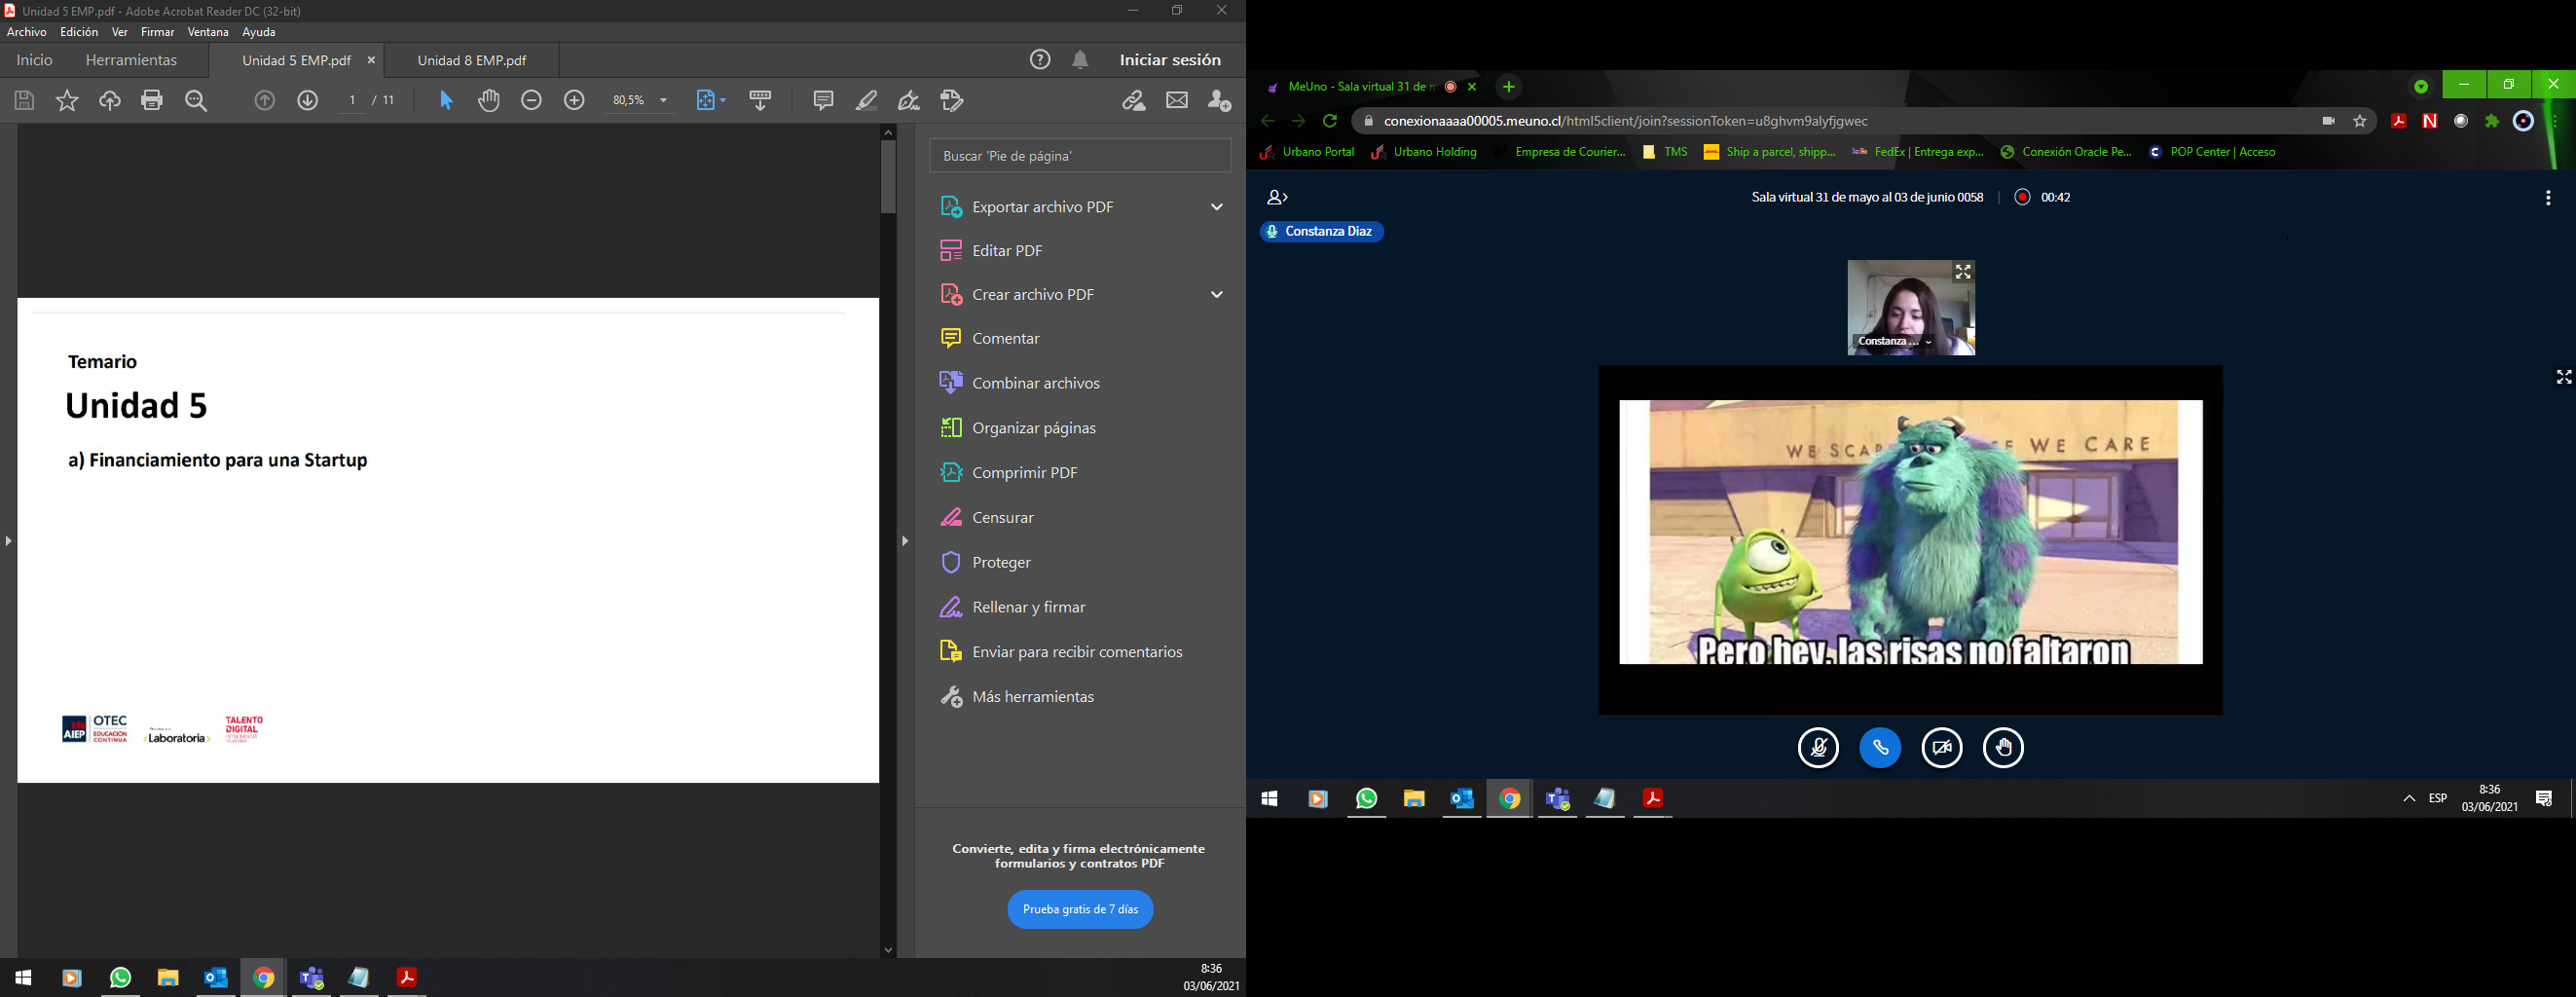 Unidad 5 EMP.pdf - Adobe Acrobat Reader DC (32-bit)
Archivo Edición Ver Firmar Ventana Ayuda
Inicio Herramientas Unidad 5 EMP.pdf × Unidad 8 EMP.pdf Iniciar sesión
1 / 11 80,5%
Temario
Unidad 5
a) Financiamiento para una Startup
AIEP OTEC EDUCACIÓN CONTINUA
Laboratoria
TALENTO DIGITAL
Buscar 'Pie de página'
Exportar archivo PDF
Editar PDF
Crear archivo PDF
Comentar
Combinar archivos
Organizar páginas
Comprimir PDF
Censurar
Proteger
Rellenar y firmar
Enviar para recibir comentarios
Más herramientas
Convierte, edita y firma electrónicamente
formularios y contratos PDF
Prueba gratis de 7 días
8:36
03/06/2021
MeUno - Sala virtual 31 de
conexionaaaa00005.meuno.cl/html5client/join?sessionToken=u8ghvm9alyfjgwec
Urbano Portal Urbano Holding Empresa de Courier... TMS Ship a parcel, shipp... FedEx | Entrega exp... Conexión Oracle Pe... POP Center | Acceso
Sala virtual 31 de mayo al 03 de junio 0058 | 00:42
Constanza Diaz
Constanza ...
WE SCA WE CARE
Pero hey, las risas no faltaron
ESP
8:36
03/06/2021